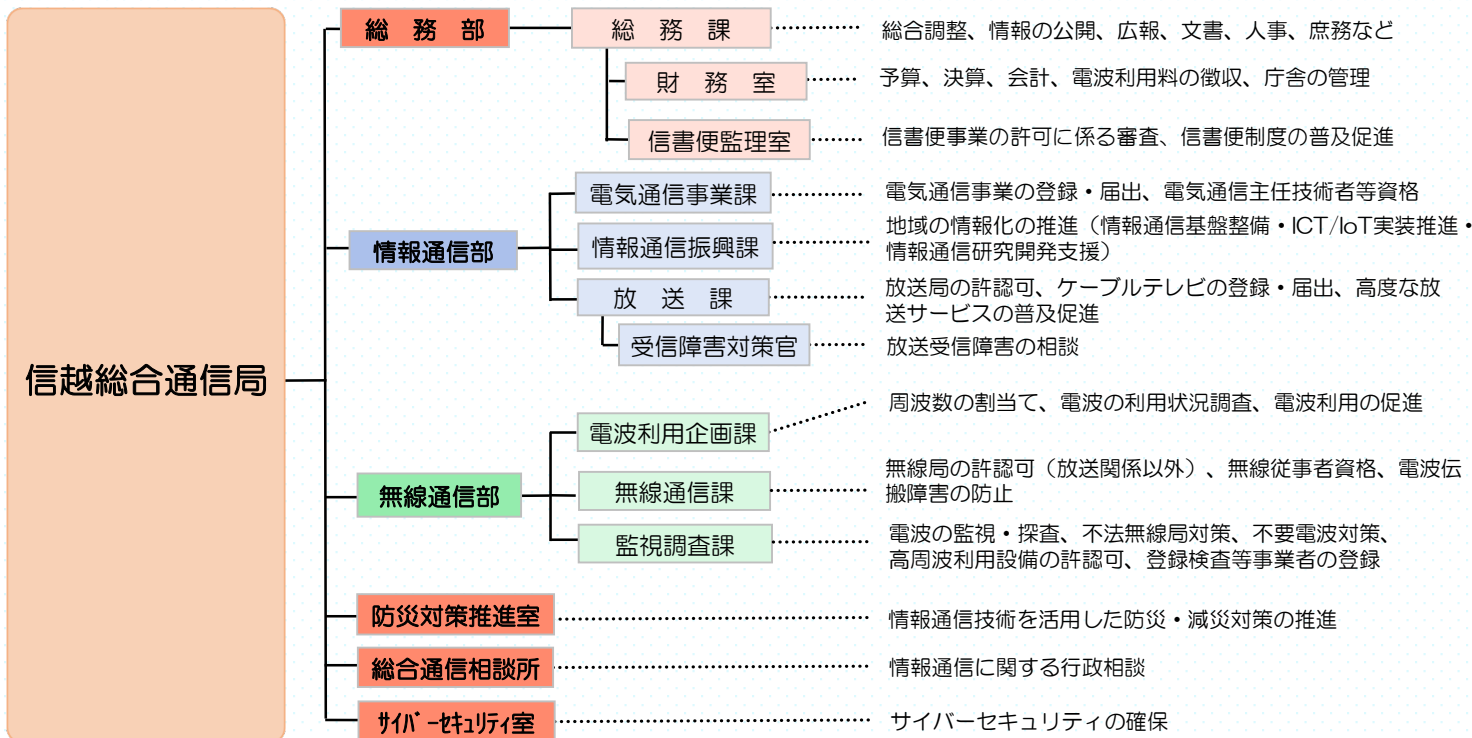 信越総合通信局
総務部
総務課
総合調整、情報の公開、広報、文書、人事、庶務など
財務室
予算、決算、会計、電波利用料の徴収、庁舎の管理
信書便監理室
信書便事業の許可に係る審査、信書便制度の普及促進
情報通信部
電気通信事業課
電気通信事業の登録・届出、電気通信主任技術者等資格
情報通信振興課
地域の情報化の推進（情報通信基盤整備・ICT/IoT実装推進・
情報通信研究開発支援）
放送課
放送局の許認可、ケーブルテレビの登録・届出、高度な放
送サービスの普及促進
受信障害対策官
放送受信障害の相談
無線通信部
電波利用企画課
周波数の割当て、電波の利用状況調査、電波利用の促進
無線通信課
無線局の許認可（放送関係以外）、無線従事者資格、電波伝
搬障害の防止
監視調査課
電波の監視・探査、不法無線局対策、不要電波対策、
高周波利用設備の許認可、登録検査等事業者の登録
防災対策推進室
情報通信技術を活用した防災・減災対策の推進
総合通信相談所
情報通信に関する行政相談
ｻｲﾊﾞｰｾｷｭﾘﾃｨ室
サイバーセキュリティの確保